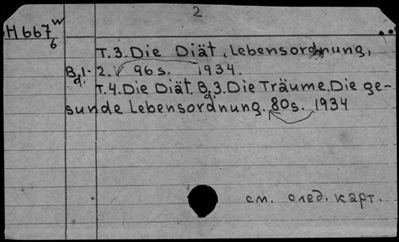 2
H667 w/6
T.3. Die Diät, Lebensordnung,
Bd. 1-2. 96s. 1934.
T.4. Die Diät. Bd. 3. Die Träume. Die ge-
sunde Lebensordnung. 80s. 1934
см. след. карт.